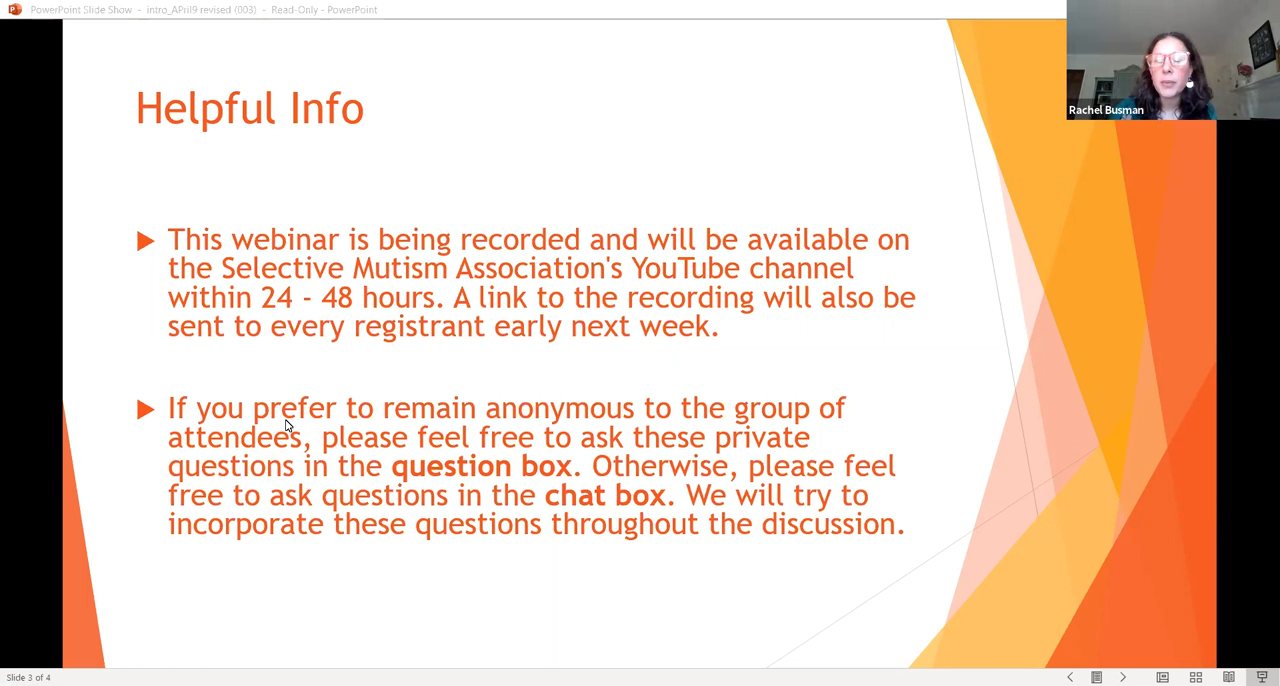 PowerPoint Slide Show - intro_APril9 revised (003) - Read-Only - PowerPoint
Rachel Busman
Helpful Info
This webinar is being recorded and will be available on
the Selective Mutism Association's YouTube channel
within 24 - 48 hours. A link to the recording will also be
sent to every registrant early next week.
If you prefer to remain anonymous to the group of
attendees, please feel free to ask these private
questions in the question box. Otherwise, please feel
free to ask questions in the chat box. We will try to
incorporate these questions throughout the discussion.
Slide 3 of 4